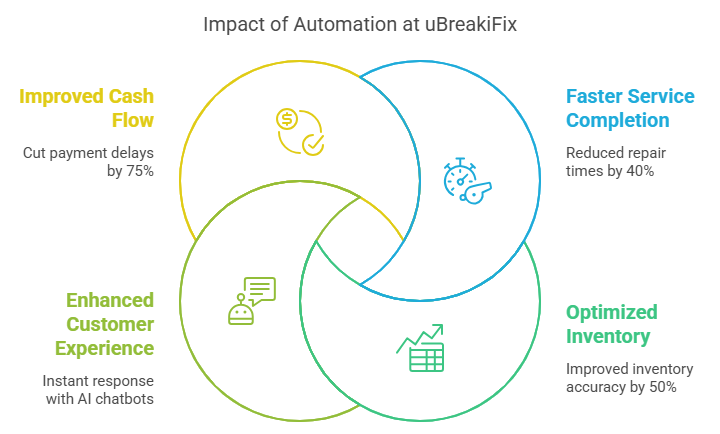 Impact of Automation at uBreakiFix
Improved Cash
Flow
Cut payment delays
by 75%
Faster Service
Completion
Reduced repair
times by 40%
Enhanced
Customer
Experience
Instant response
with AI chatbots
Optimized
Inventory
Improved inventory
accuracy by 50%